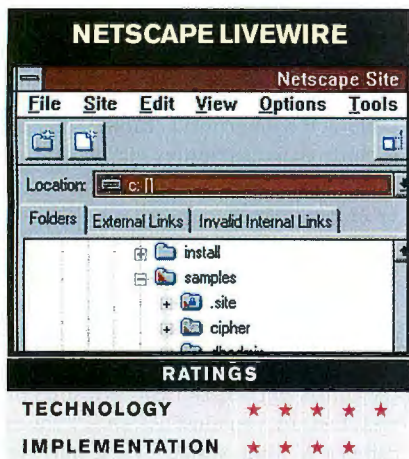 NETSCAPE LIVEWIRE
Netscape Site
File Site Edit View Options Tools
Location: c: []
Folders External Links Invalid Internal Links
install
samples
.site
cipher
dbadmin
RATINGS
TECHNOLOGY ★ ★ ★ ★ ★
IMPLEMENTATION ★ ★ ★ ★